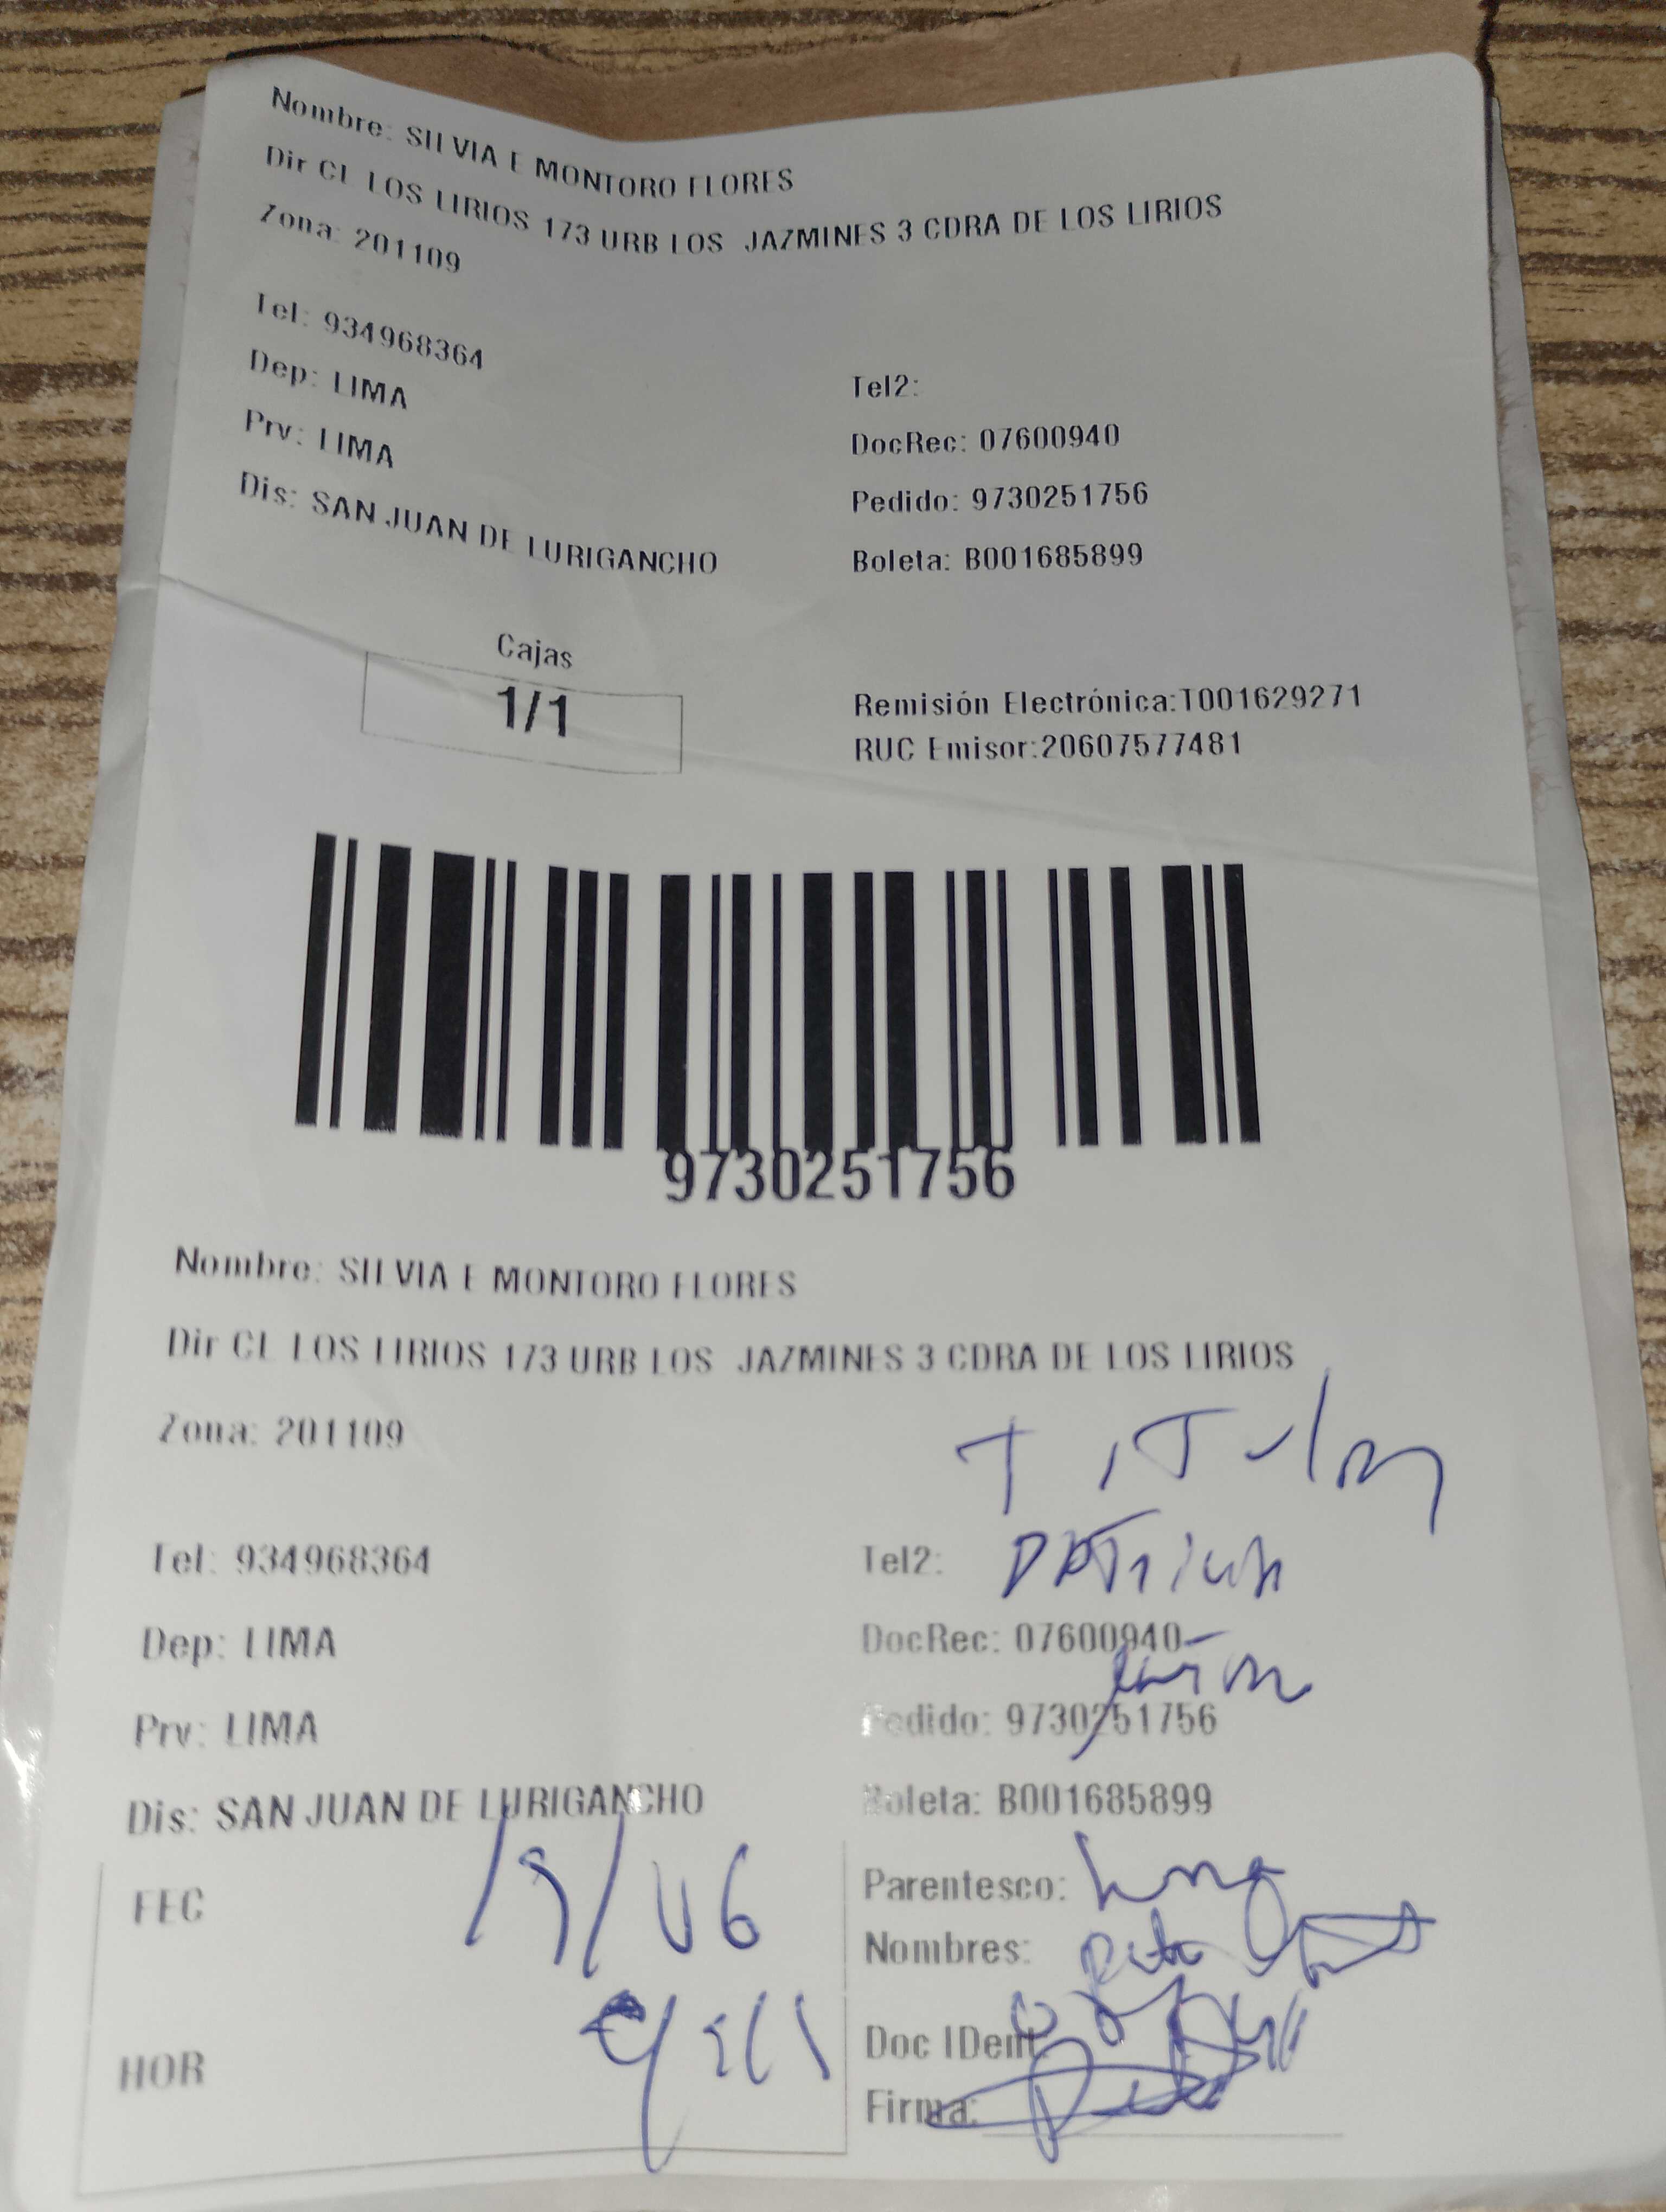 Nombre: SILVIA E MONTORO FLORES
Dir CL LOS LIRIOS 173 URB LOS JAZMINES 3 CDRA DE LOS LIRIOS
Zona: 201109
Tel: 934968364
Dep: LIMA
Tel2:
Prv: LIMA
DocRec: 07600940
Dis: SAN JUAN DE LURIGANCHO
Pedido: 9730251756
Boleta: B001685899
Cajas
1/1
Remisión Electrónica:T001629271
RUC Emisor:20607577481
9730251756
Nombre: SILVIA E MONTORO FLORES
Dir CL LOS LIRIOS 173 URB LOS JAZMINES 3 CDRA DE LOS LIRIOS
Zona: 201109
Titular
Tel: 934968364
Tel2:
Dep: LIMA
DocRec: 07600940
Prv: LIMA
Pedido: 9730251756
Dis: SAN JUAN DE LURIGANCHO
Boleta: B001685899
FEC 19/06
Parentesco:
Nombres: Rita
HOR
Doc IDent:
Firma: